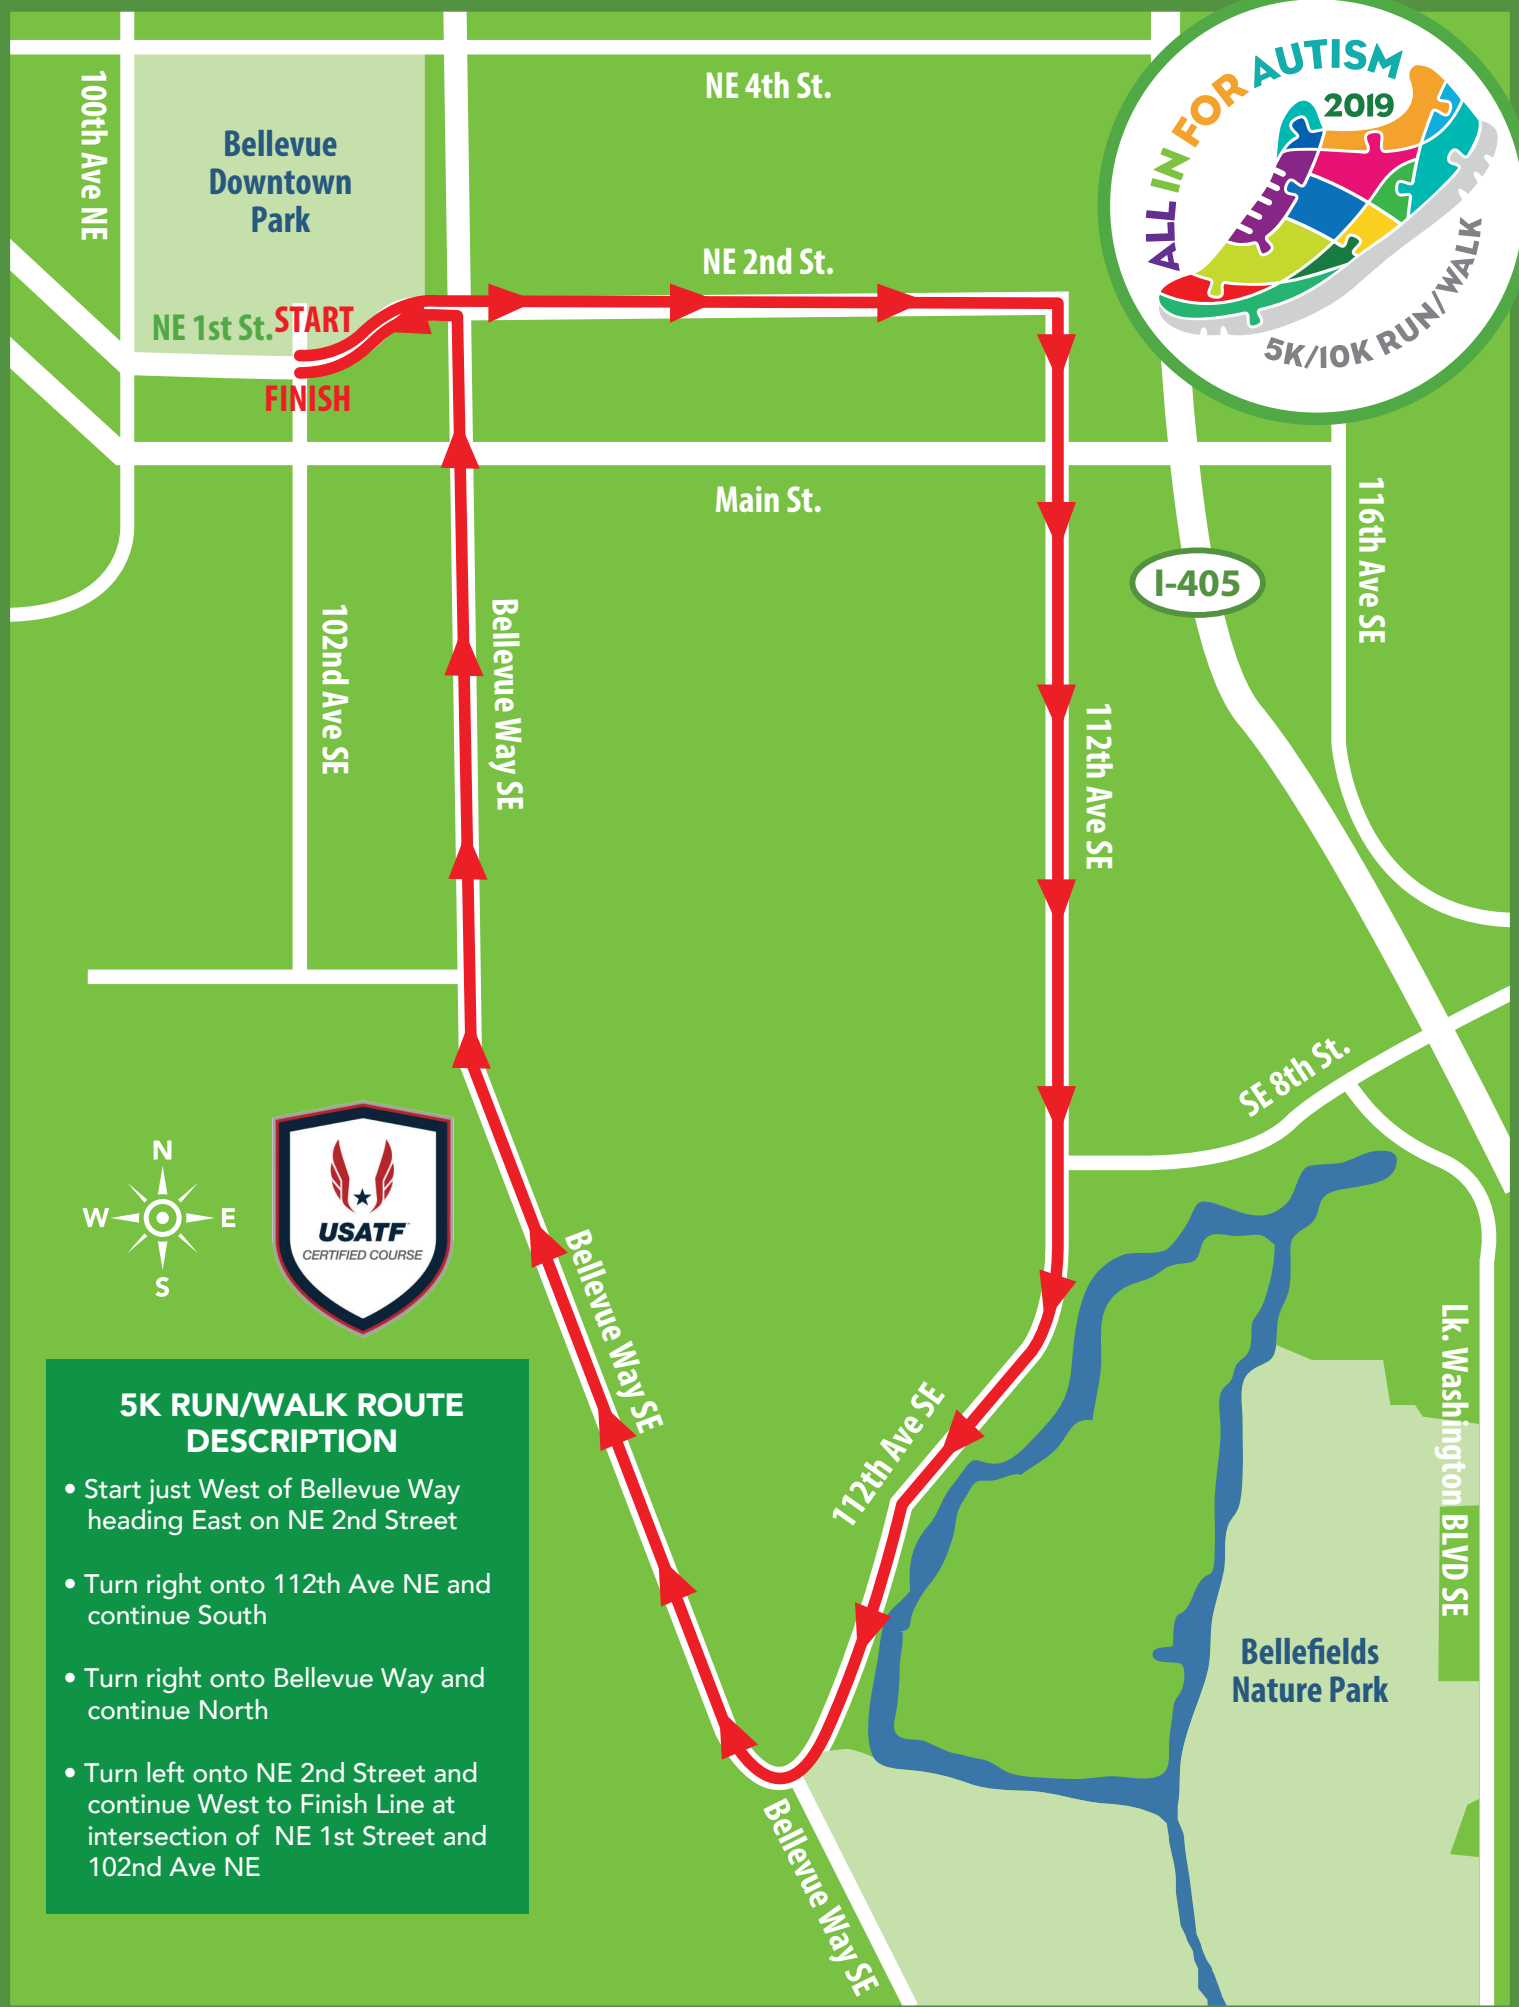 ALL IN FOR AUTISM
2019
5K/10K RUN/WALK
NE 4th St.
100th Ave NE
Bellevue
Downtown
Park
NE 2nd St.
NE 1st St.
START
FINISH
Main St.
I-405
116th Ave SE
102nd Ave SE
Bellevue Way SE
112th Ave SE
SE 8th St.
N
W
E
S
USATF
CERTIFIED COURSE
Bellevue Way SE
112th Ave SE
Lk. Washington BLVD SE
Bellefields
Nature Park
Bellevue Way SE
5K RUN/WALK ROUTE
DESCRIPTION
• Start just West of Bellevue Way
heading East on NE 2nd Street
• Turn right onto 112th Ave NE and
continue South
• Turn right onto Bellevue Way and
continue North
• Turn left onto NE 2nd Street and
continue West to Finish Line at
intersection of NE 1st Street and
102nd Ave NE